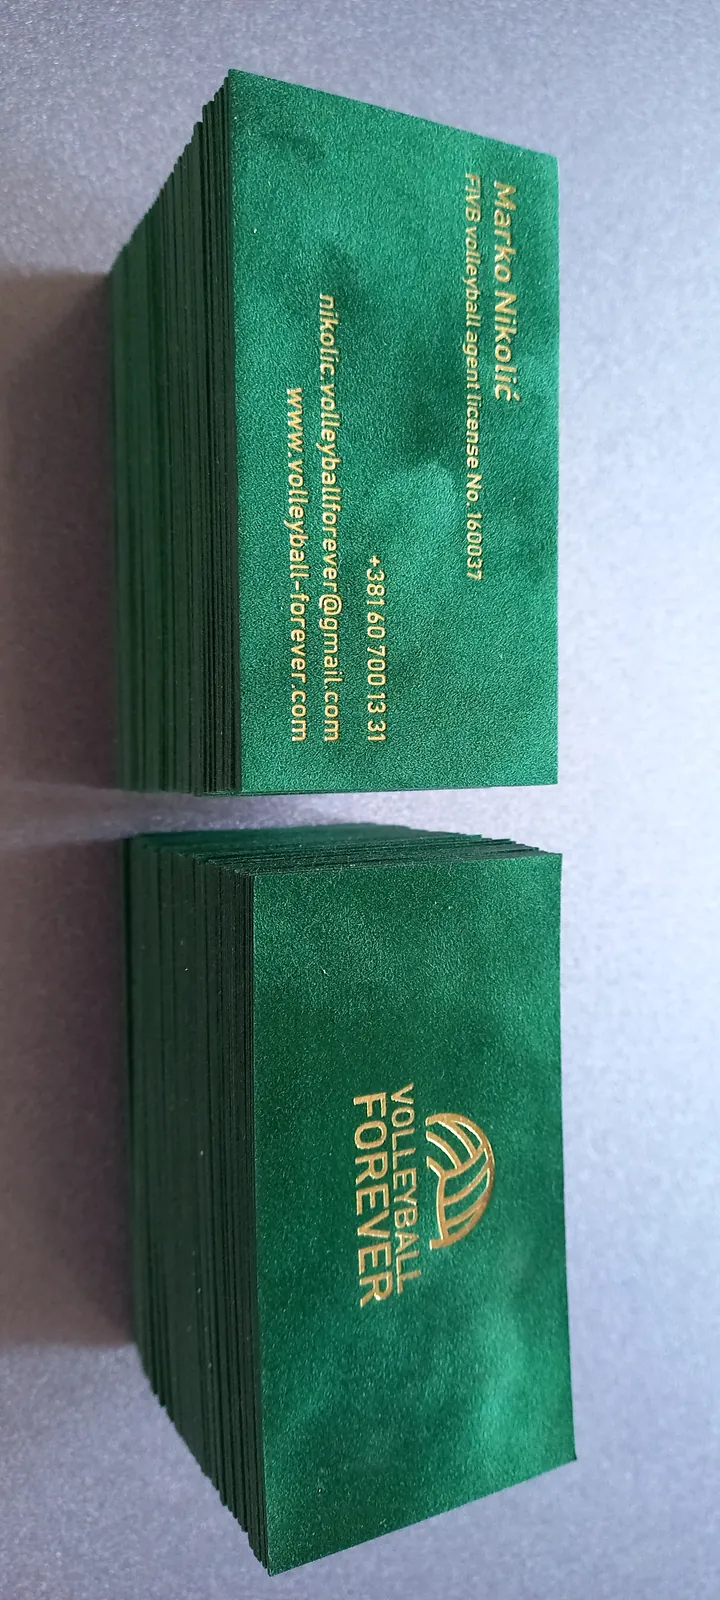 Marko Nikolić
FIVB volleyball agent license No. 160037
+381 60 700 13 31
nikolic.volleyballforever@gmail.com
www.volleyball-forever.com
VOLLEYBALL
FOREVER